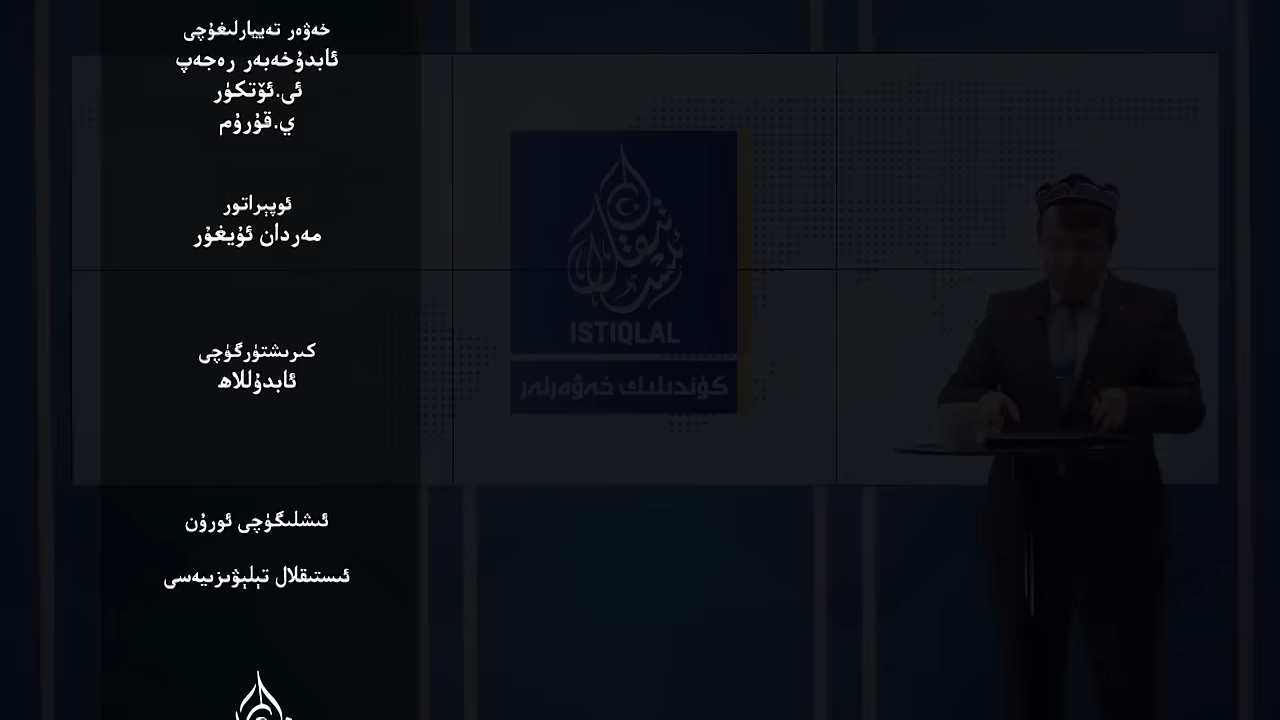 خەۋەر تەييارلىغۇچى
ئابدۇخەبەر رەجەپ
ئى.ئۆتكۈر
ي.قۇرۇم
ئوپېراتور
مەردان ئۇيغۇر
كىرىشتۈرگۈچى
ئابدۇللاھ
ئىشلىگۈچى ئورۇن
ئىستىقلال تېلېۋىزىيەسى
ئىستىقلال
ISTIQLAL
كۈندىلىك خەۋەرلەر